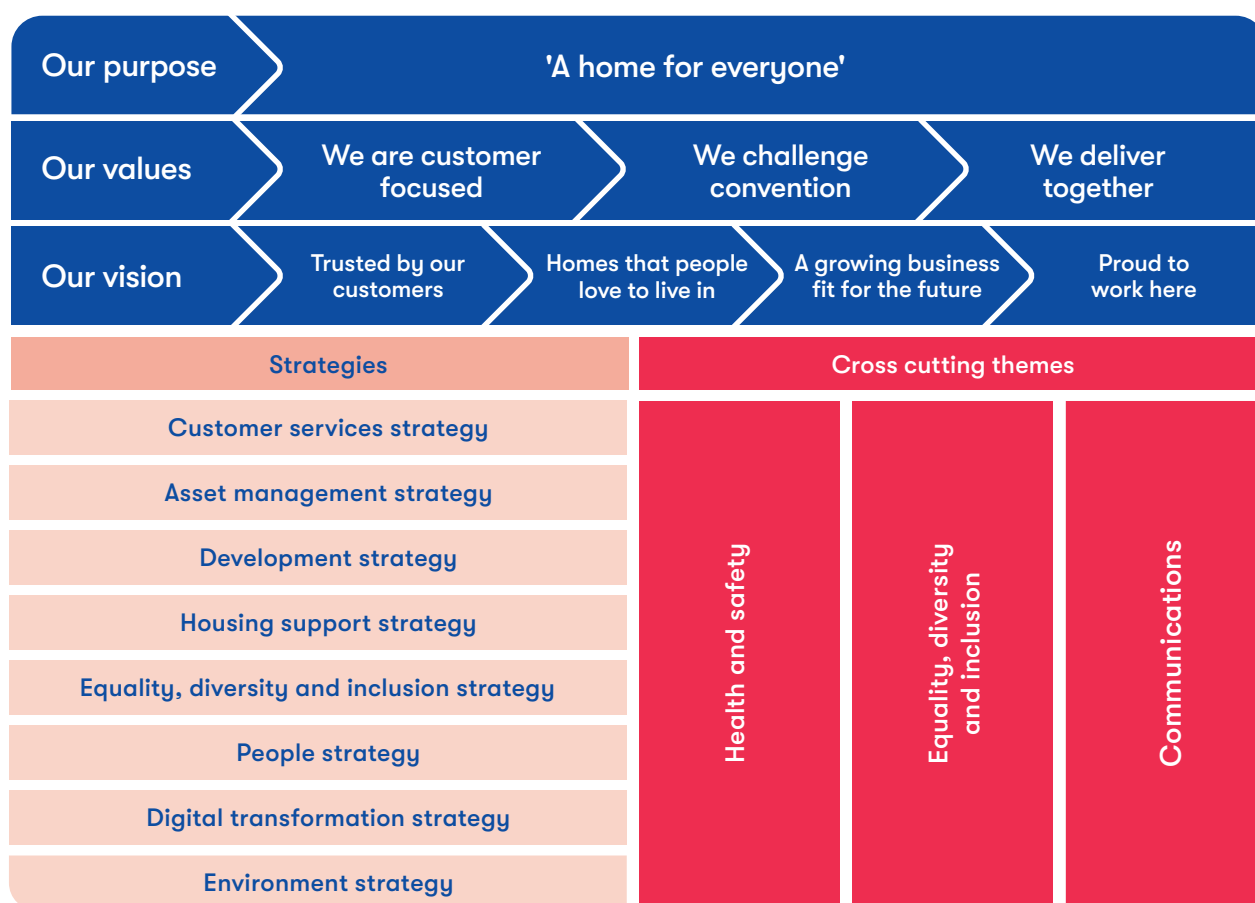 Our purpose
'A home for everyone'
Our values
We are customer
focused
We challenge
convention
We deliver
together
Our vision
Trusted by our
customers
Homes that people
love to live in
A growing business
fit for the future
Proud to
work here
Strategies
Customer services strategy
Asset management strategy
Development strategy
Housing support strategy
Equality, diversity and inclusion strategy
People strategy
Digital transformation strategy
Environment strategy
Cross cutting themes
Health and safety
Equality, diversity
and inclusion
Communications